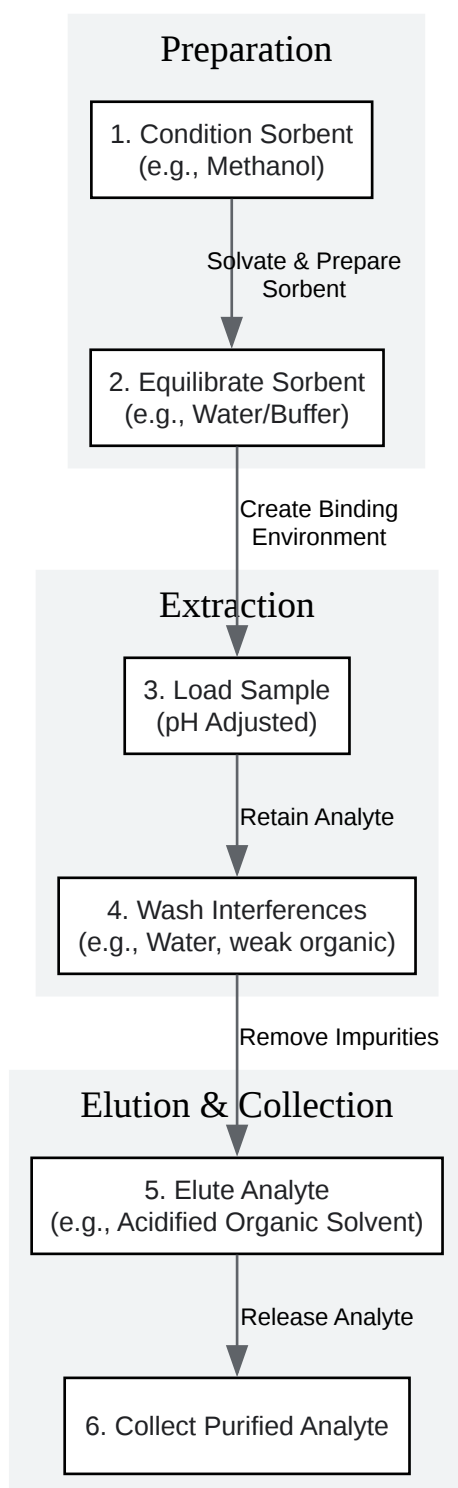 Preparation
1. Condition Sorbent
(e.g., Methanol)
Solvate & Prepare
Sorbent
2. Equilibrate Sorbent
(e.g., Water/Buffer)
Create Binding
Environment
Extraction
3. Load Sample
(pH Adjusted)
Retain Analyte
4. Wash Interferences
(e.g., Water, weak organic)
Remove Impurities
Elution & Collection
5. Elute Analyte
(e.g., Acidified Organic Solvent)
Release Analyte
6. Collect Purified Analyte